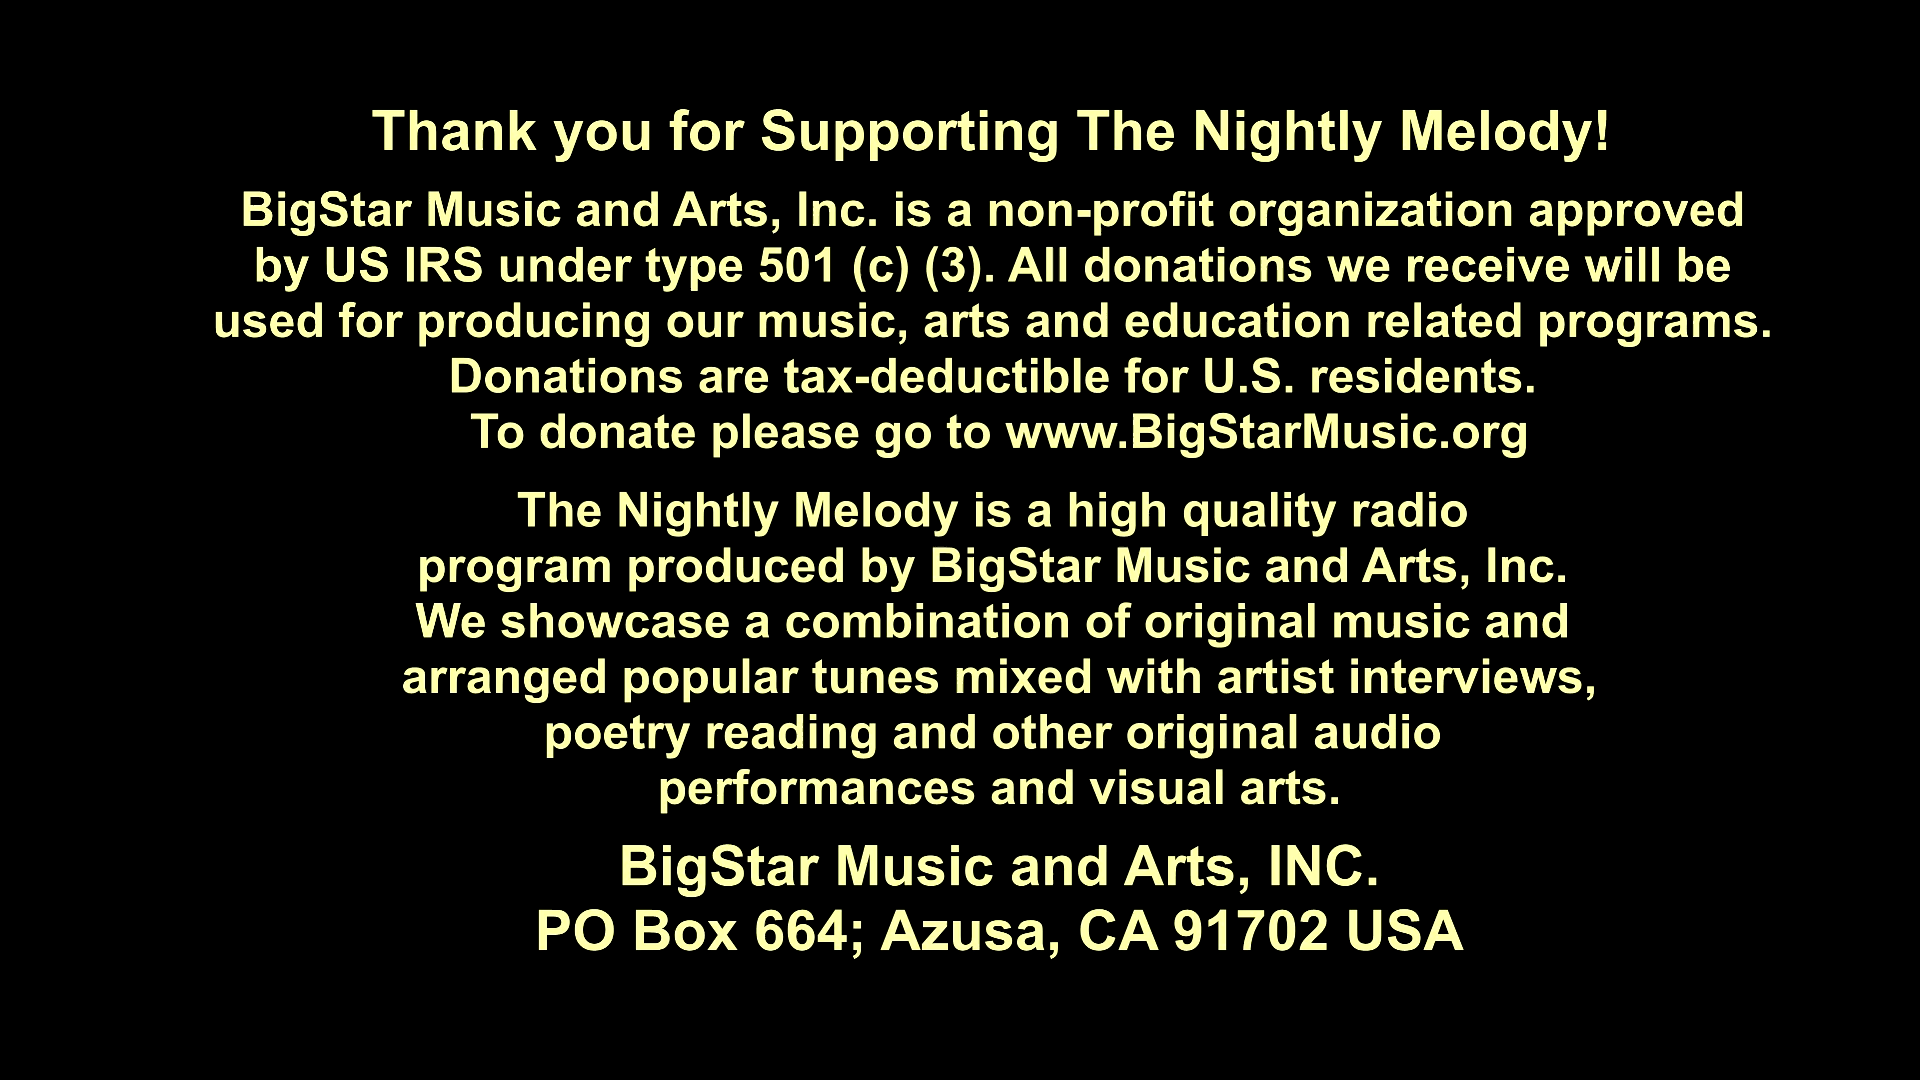 Thank you for Supporting The Nightly Melody!
BigStar Music and Arts, Inc. is a non-profit organization approved
by US IRS under type 501 (c) (3). All donations we receive will be
used for producing our music, arts and education related programs.
Donations are tax-deductible for U.S. residents.
To donate please go to www.BigStarMusic.org
The Nightly Melody is a high quality radio
program produced by BigStar Music and Arts, Inc.
We showcase a combination of original music and
arranged popular tunes mixed with artist interviews,
poetry reading and other original audio
performances and visual arts.
BigStar Music and Arts, INC.
PO Box 664; Azusa, CA 91702 USA